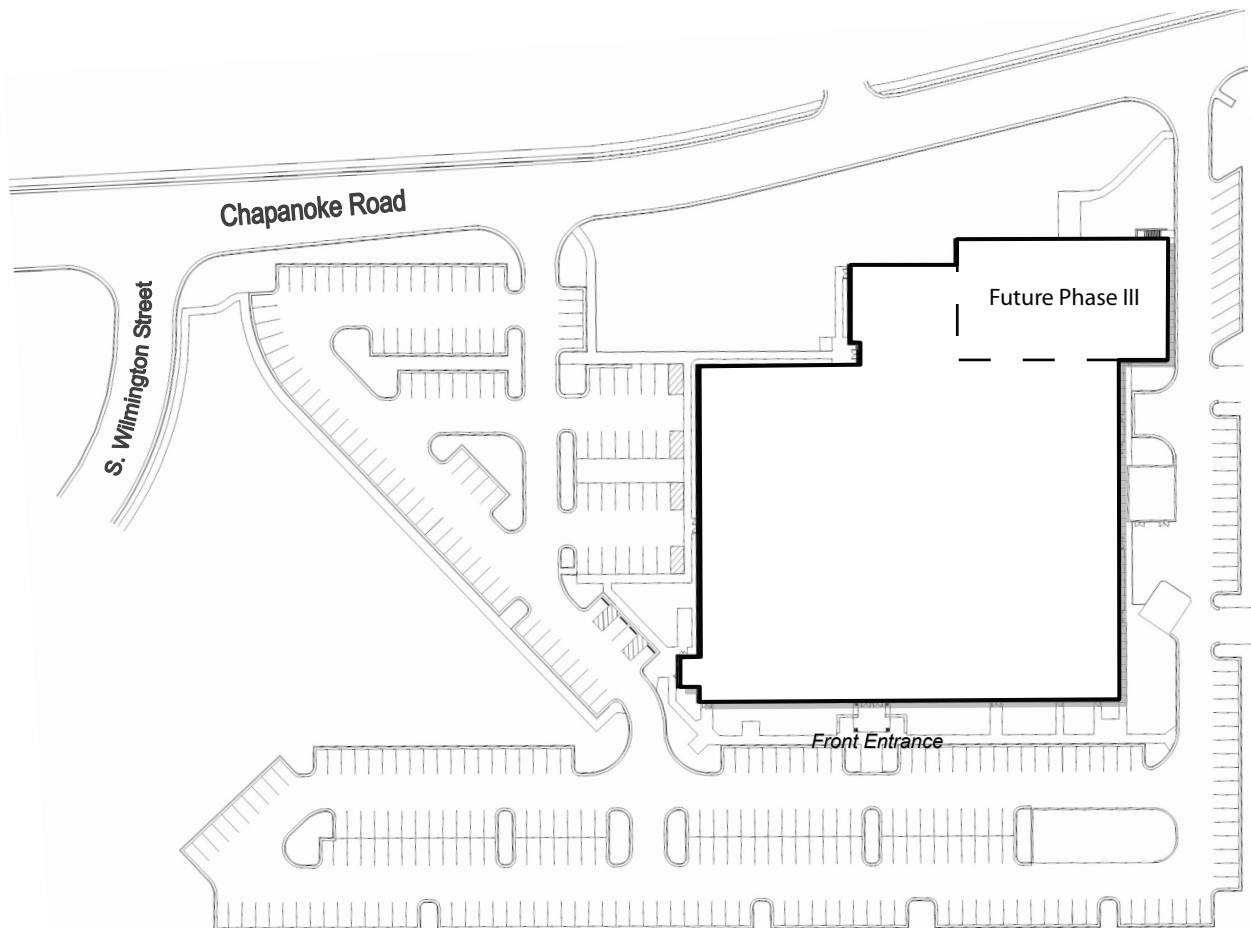 Chapanoke Road
S. Wilmington Street
Future Phase III
Front Entrance